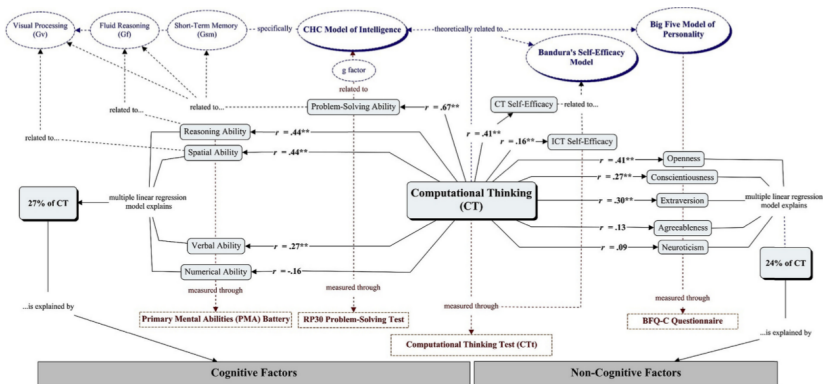 Visual Processing
(Gv)
Fluid Reasoning
(Gf)
Short-Term Memory
(Gsm)
specifically
CHC Model of Intelligence
theoretically related to...
Big Five Model of
Personality
Bandura's Self-Efficacy
Model
g factor
related to
related to...
Problem-Solving Ability
r = .67**
CT Self-Efficacy
related to...
r = .41**
related to...
Reasoning Ability
r = .44**
r = .16**
ICT Self-Efficacy
related to...
Spatial Ability
r = .44**
r = .41**
Openness
r = .27**
Conscientiousness
27% of CT
multiple linear regression
model explains
Computational Thinking
(CT)
r = .30**
Extraversion
multiple linear regression
model explains
r = .13
Agreeableness
Verbal Ability
r = .27**
r = .09
Neuroticism
24% of CT
Numerical Ability
r = -.16
measured through
measured through
measured through
measured through
...is explained by
Primary Mental Abilities (PMA) Battery
RP30 Problem-Solving Test
BFQ-C Questionnaire
...is explained by
Computational Thinking Test (CTt)
Cognitive Factors
Non-Cognitive Factors